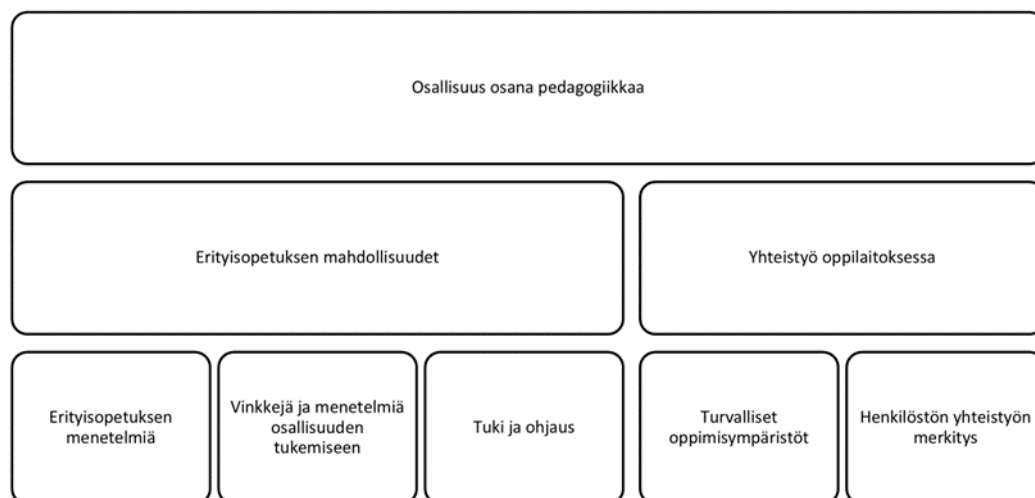 Osallisuus osana pedagogiikkaa
Erityisopetuksen mahdollisuudet
Yhteistyö oppilaitoksessa
Erityisopetuksen
menetelmiä
Vinkkejä ja menetelmiä
osallisuuden
tukemiseen
Tuki ja ohjaus
Turvalliset
oppimisympäristöt
Henkilöstön yhteistyön
merkitys